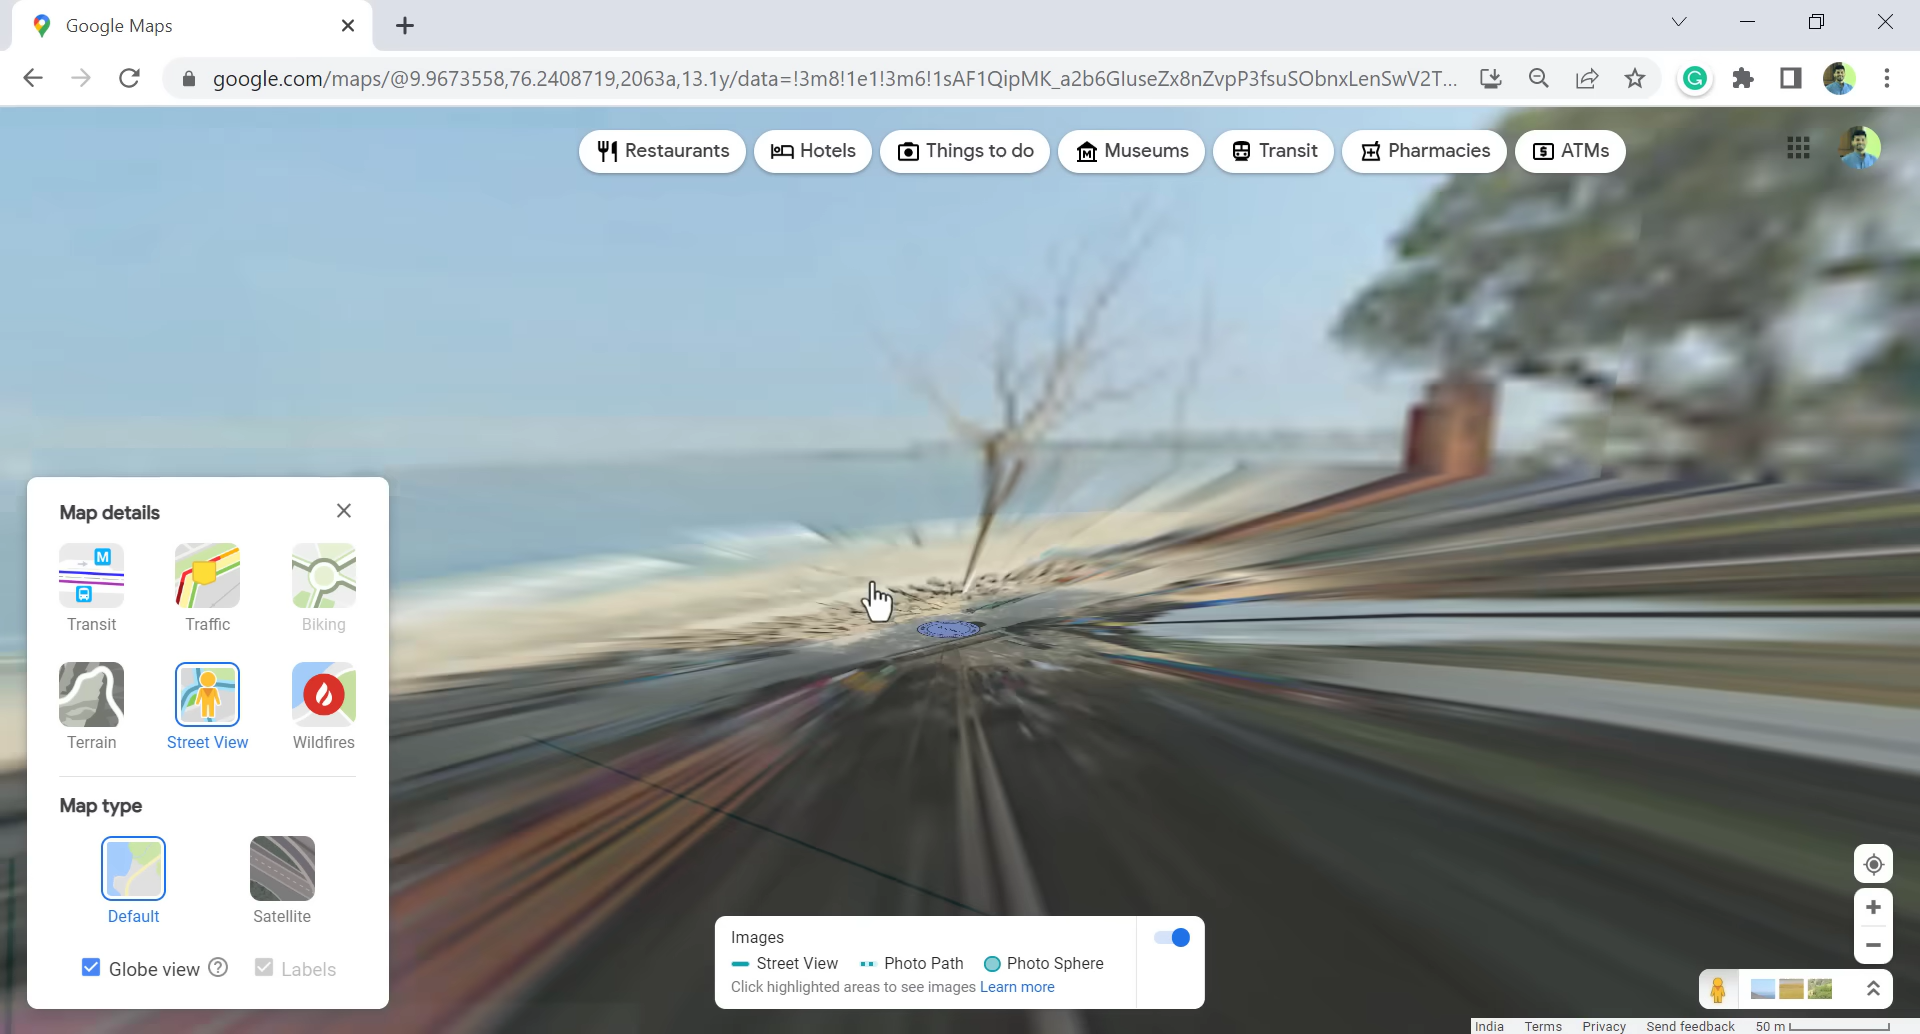 Google Maps
google.com/maps/@9.9673558,76.2408719,2063a,13.1y/data=!3m8!1e1!3m6!1sAF1QipMK_a2b6GIuseZx8nZvpP3fsuSObnxLenSwV2T...
Restaurants Hotels Things to do Museums Transit Pharmacies ATMs
Map details
M
Transit Traffic Biking
Terrain Street View Wildfires
Map type
Default Satellite
Globe view ? Labels
Images
Street View Photo Path Photo Sphere
Click highlighted areas to see images Learn more
India Terms Privacy Send feedback 50 m